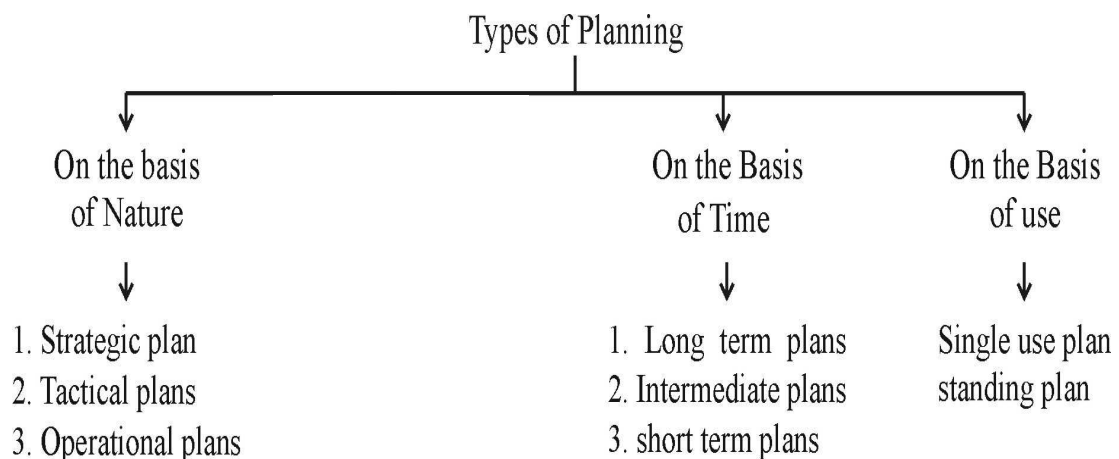 Types of Planning
On the basis
of Nature
1. Strategic plan
2. Tactical plans
3. Operational plans
On the Basis
of Time
1. Long term plans
2. Intermediate plans
3. short term plans
On the Basis
of use
Single use plan
standing plan